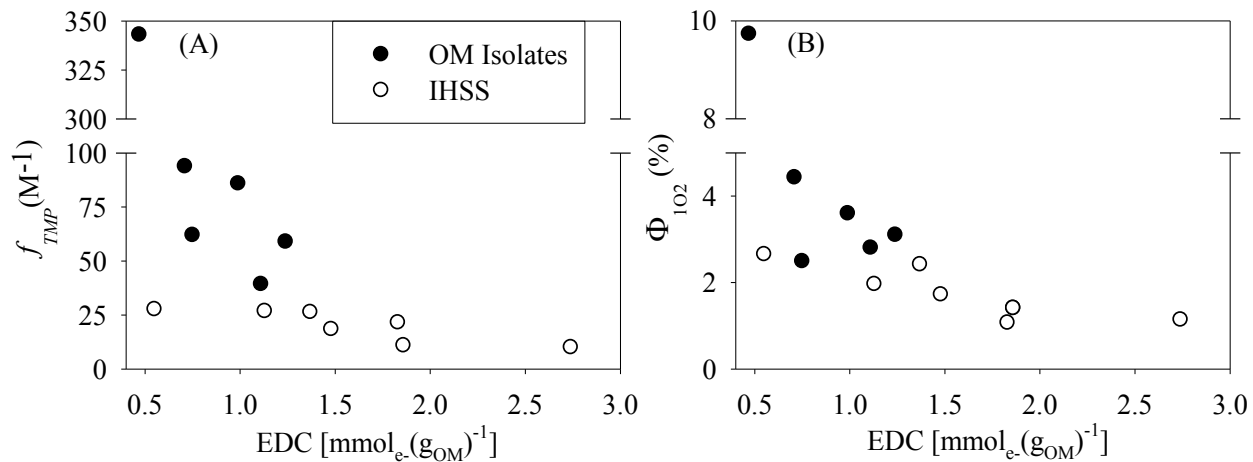 (A)
OM Isolates
IHSS
350
325
300
100
75
50
25
0
f_TMP (M⁻¹)
0.5 1.0 1.5 2.0 2.5 3.0
EDC [mmol_e-(g_OM)⁻¹]
(B)
10
8
4
2
0
Φ_1O2 (%)
0.5 1.0 1.5 2.0 2.5 3.0
EDC [mmol_e-(g_OM)⁻¹]